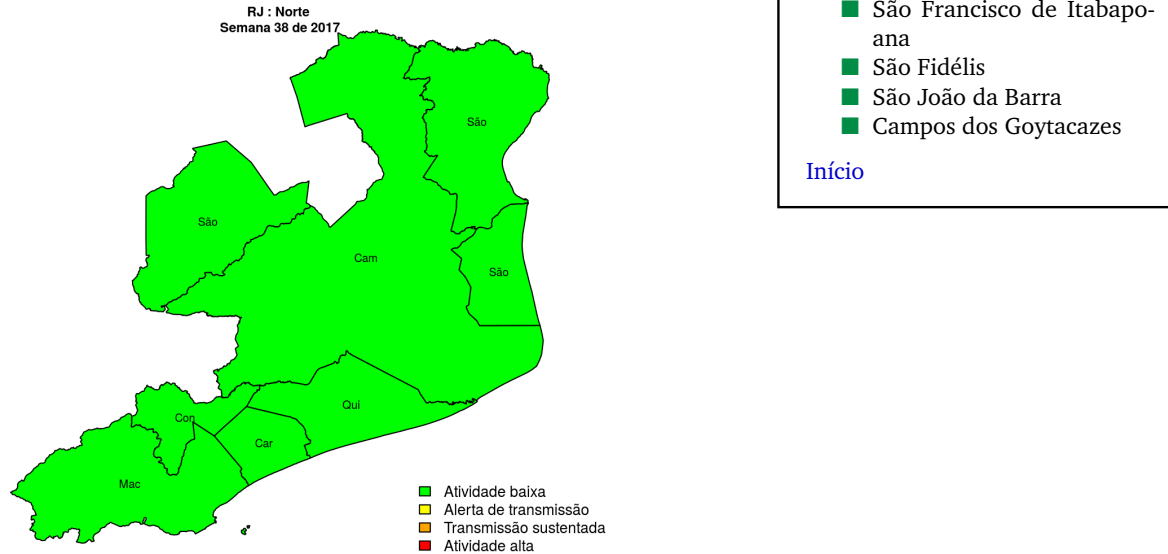 RJ : Norte
Semana 38 de 2017
São
São
Cam
São
Qui
Con
Car
Mac
Atividade baixa
Alerta de transmissão
Transmissão sustentada
Atividade alta
São Francisco de Itabapo-
ana
São Fidélis
São João da Barra
Campos dos Goytacazes
Início